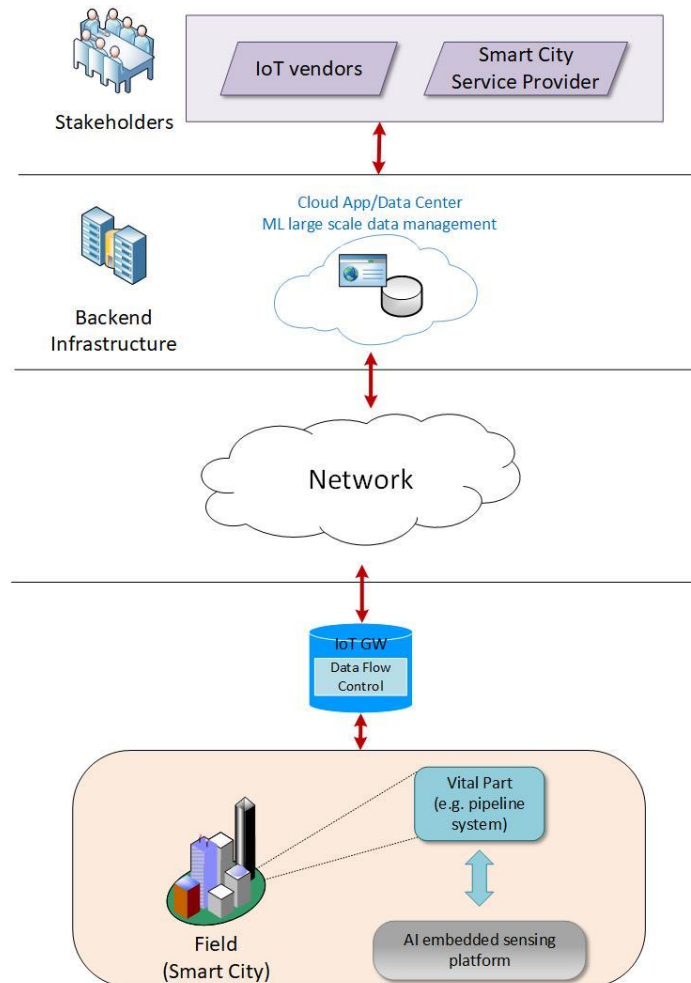 IoT vendors
Smart City
Service Provider
Stakeholders
Cloud App/Data Center
ML large scale data management
Backend
Infrastructure
Network
IoT GW
Data Flow
Control
Vital Part
(e.g. pipeline
system)
Field
(Smart City)
AI embedded sensing
platform